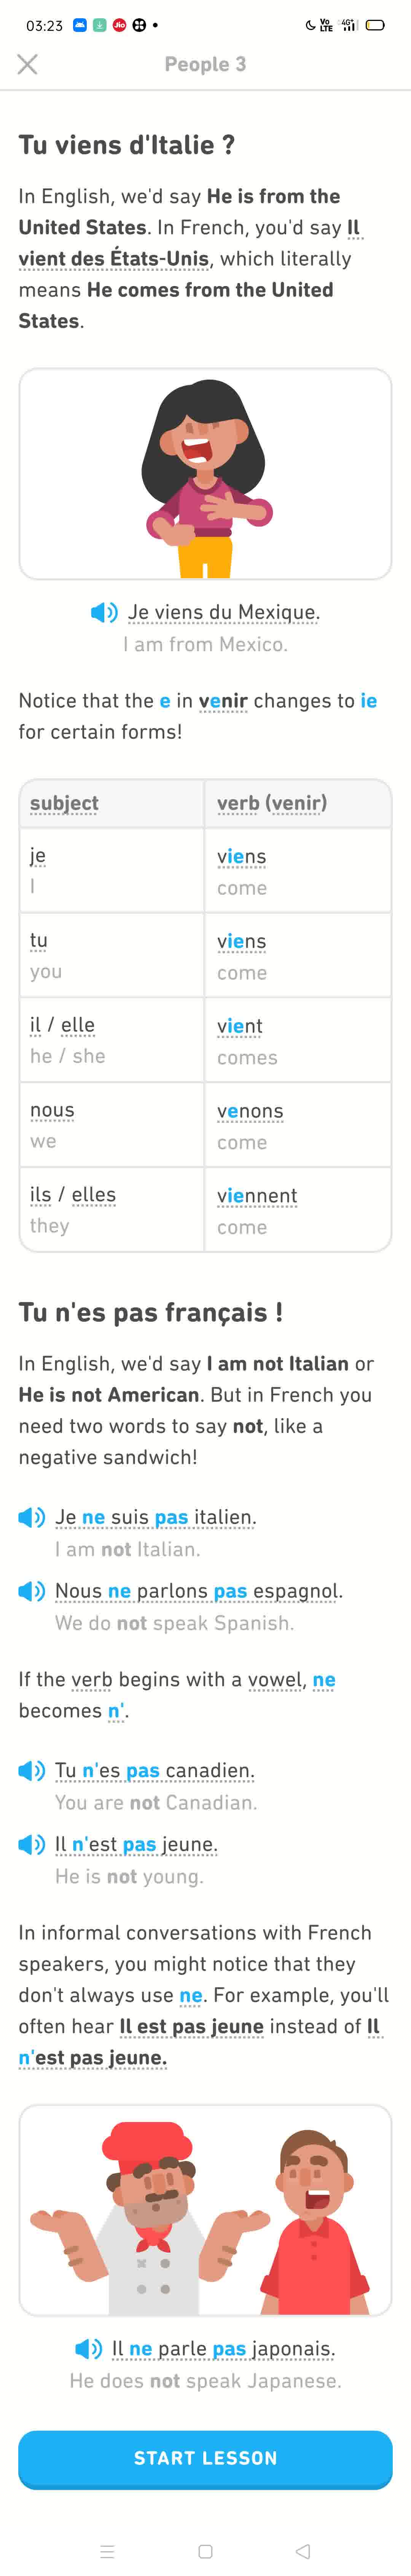 03:23 Jio Vo LTE 4G+
People 3
Tu viens d'Italie ?
In English, we'd say He is from the
United States. In French, you'd say Il
vient des États-Unis, which literally
means He comes from the United
States.
Je viens du Mexique.
I am from Mexico.
Notice that the e in venir changes to ie
for certain forms!
subject verb (venir)
je viens
I come
tu viens
you come
il / elle vient
he / she comes
nous venons
we come
ils / elles viennent
they come
Tu n'es pas français !
In English, we'd say I am not Italian or
He is not American. But in French you
need two words to say not, like a
negative sandwich!
Je ne suis pas italien.
I am not Italian.
Nous ne parlons pas espagnol.
We do not speak Spanish.
If the verb begins with a vowel, ne
becomes n'.
Tu n'es pas canadien.
You are not Canadian.
Il n'est pas jeune.
He is not young.
In informal conversations with French
speakers, you might notice that they
don't always use ne. For example, you'll
often hear Il est pas jeune instead of Il
n'est pas jeune.
Il ne parle pas japonais.
He does not speak Japanese.
START LESSON